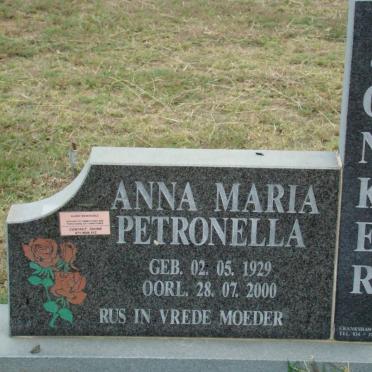 ANNA MARIA
PETRONELLA
GEB. 02. 05. 1929
OORL. 28. 07. 2000
RUS IN VREDE MOEDER
N
K
E
R